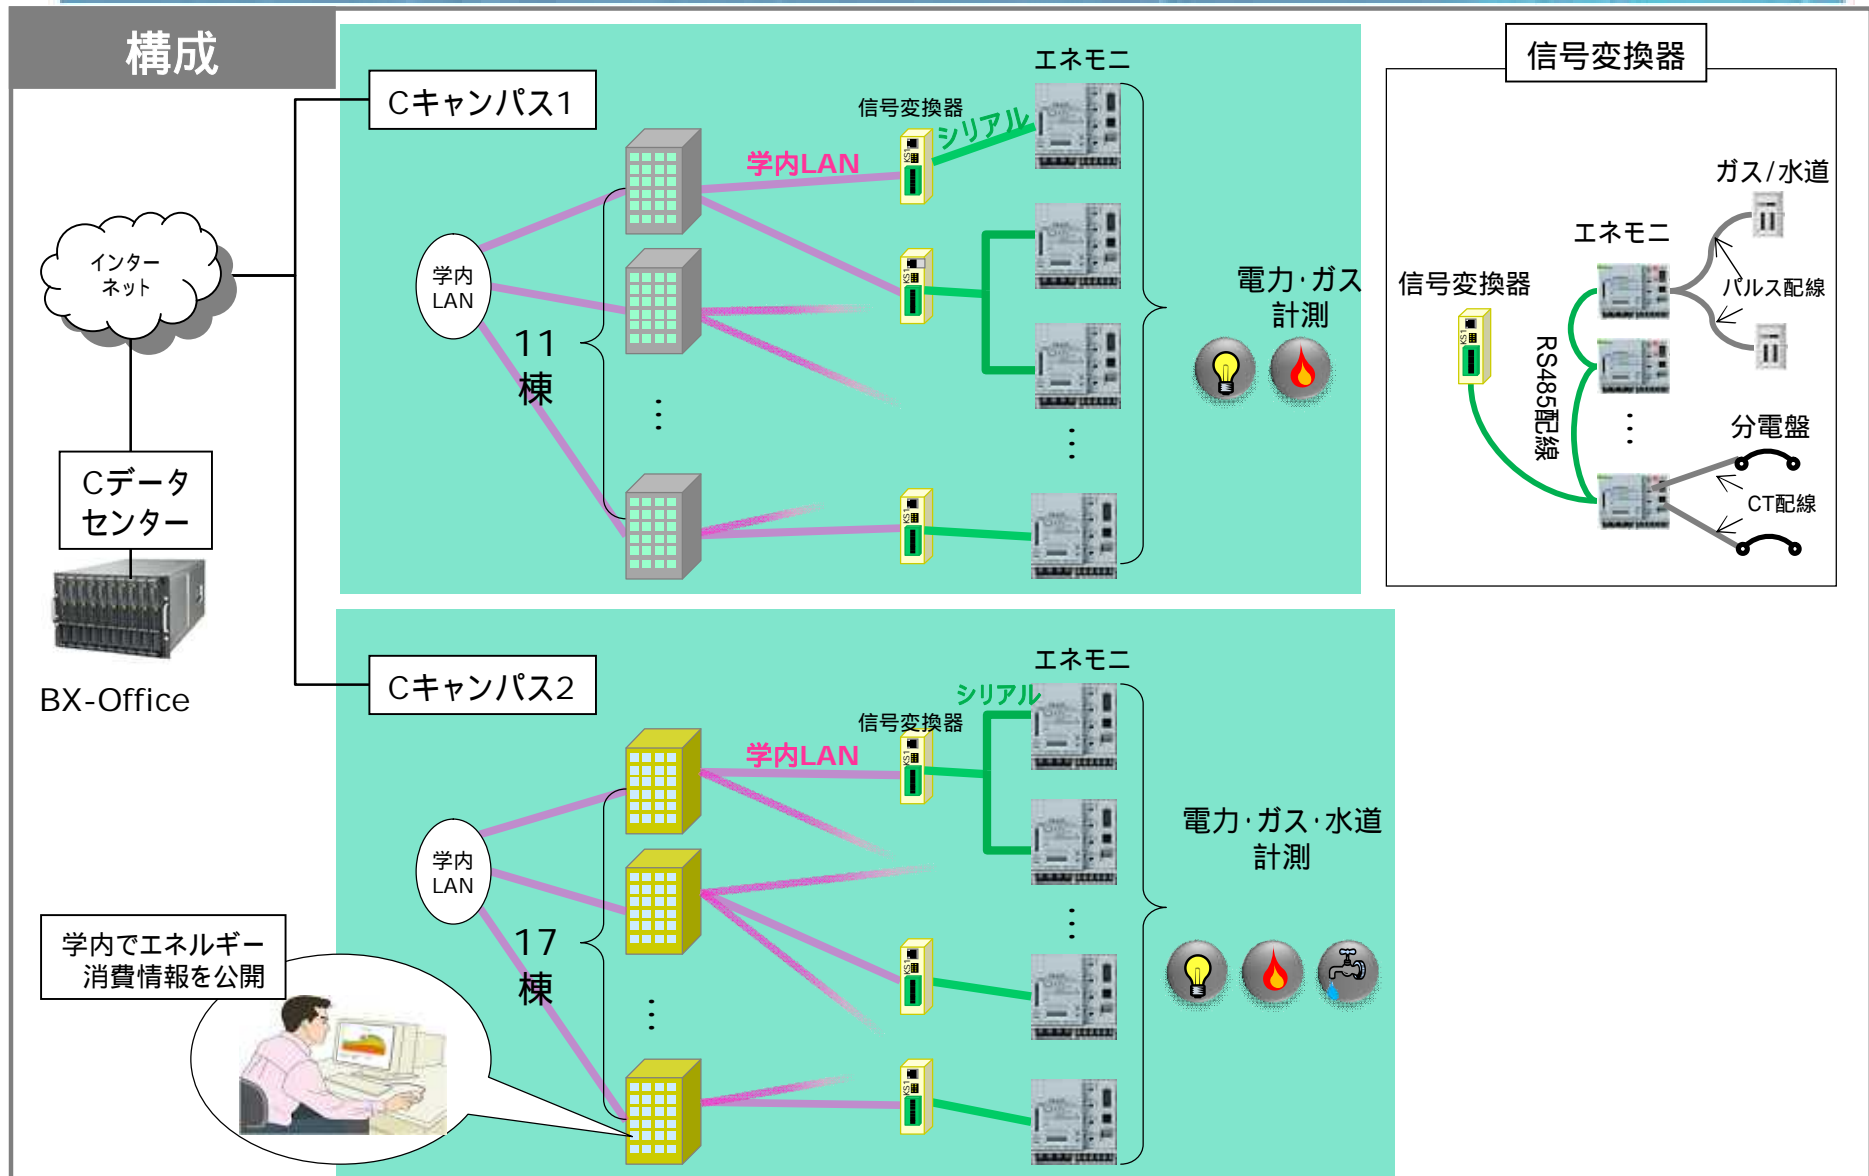 構成
Cキャンパス1
エネモニ
信号変換器
シリアル
学内LAN
学内
LAN
11
棟
…
…
電力・ガス
計測
インター
ネット
Cデータ
センター
BX-Office
Cキャンパス2
エネモニ
シリアル
信号変換器
学内LAN
学内
LAN
17
棟
…
…
電力・ガス・水道
計測
学内でエネルギー
消費情報を公開
信号変換器
ガス/水道
エネモニ
信号変換器
パルス配線
RS485配線
…
分電盤
CT配線
KS1
KS1
KS1
KS1
KS1
KS1
KS1